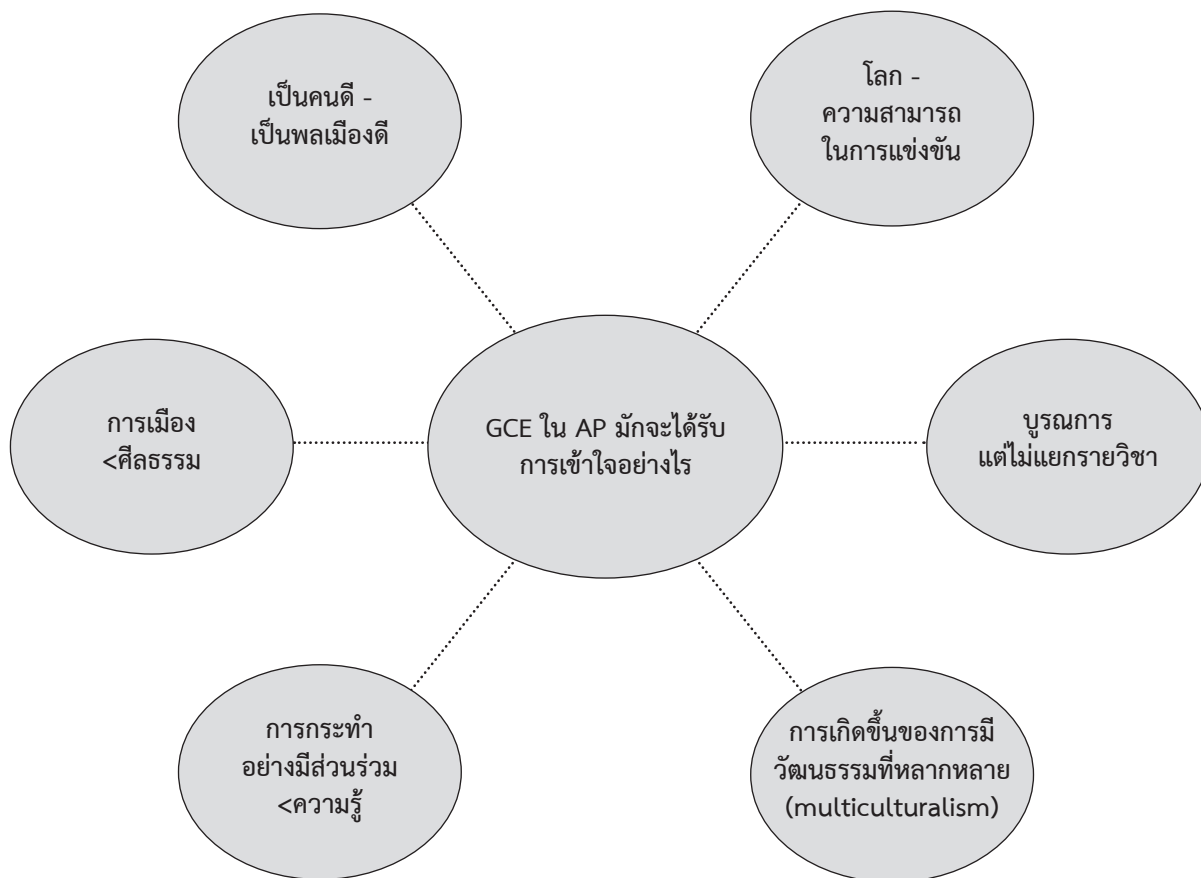 เป็นคนดี -
เป็นพลเมืองดี
โลก -
ความสามารถ
ในการแข่งขัน
การเมือง
<ศีลธรรม
GCE ใน AP มักจะได้รับ
การเข้าใจอย่างไร
บูรณการ
แต่ไม่แยกรายวิชา
การกระทำ
อย่างมีส่วนร่วม
<ความรู้
การเกิดขึ้นของการมี
วัฒนธรรมที่หลากหลาย
(multiculturalism)